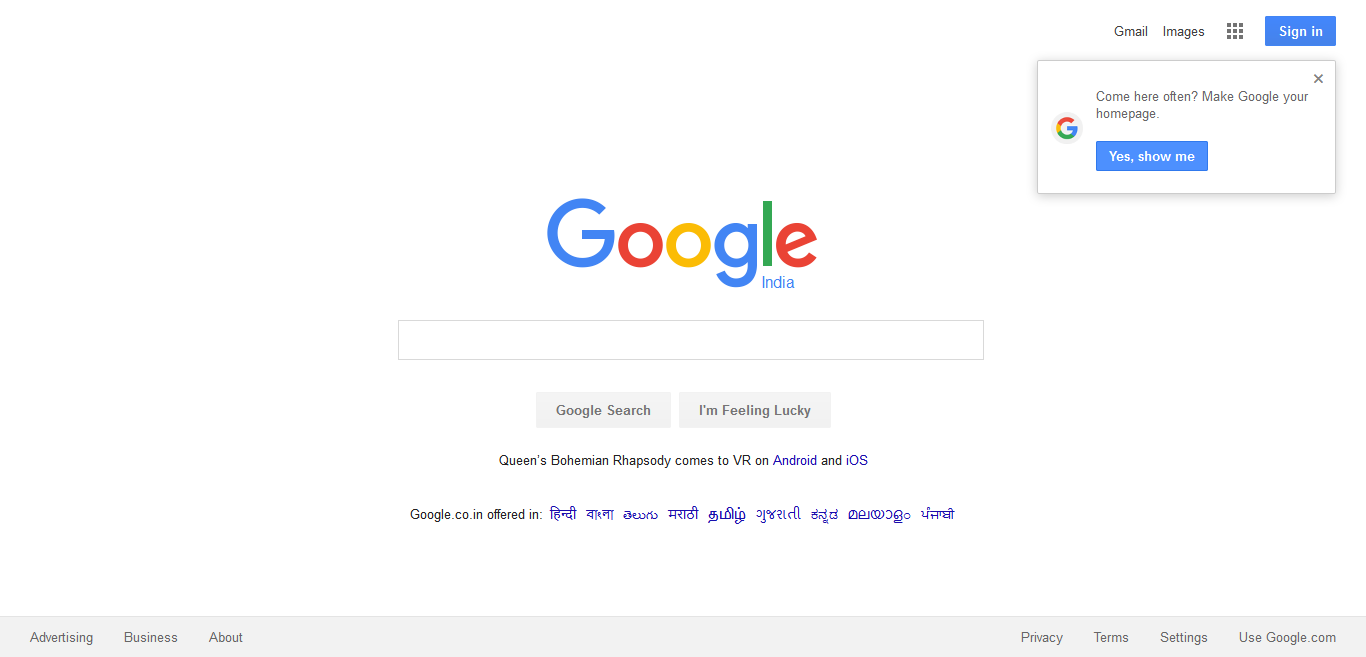 Gmail Images Sign in
Come here often? Make Google your
homepage.
Yes, show me
Google
India
Google Search I'm Feeling Lucky
Queen's Bohemian Rhapsody comes to VR on Android and iOS
Google.co.in offered in: हिन्दी বাংলা తెలుగు मराठी தமிழ் ગુજરાતી ಕನ್ನಡ മലയാളം ਪੰਜਾਬੀ
Advertising Business About Privacy Terms Settings Use Google.com